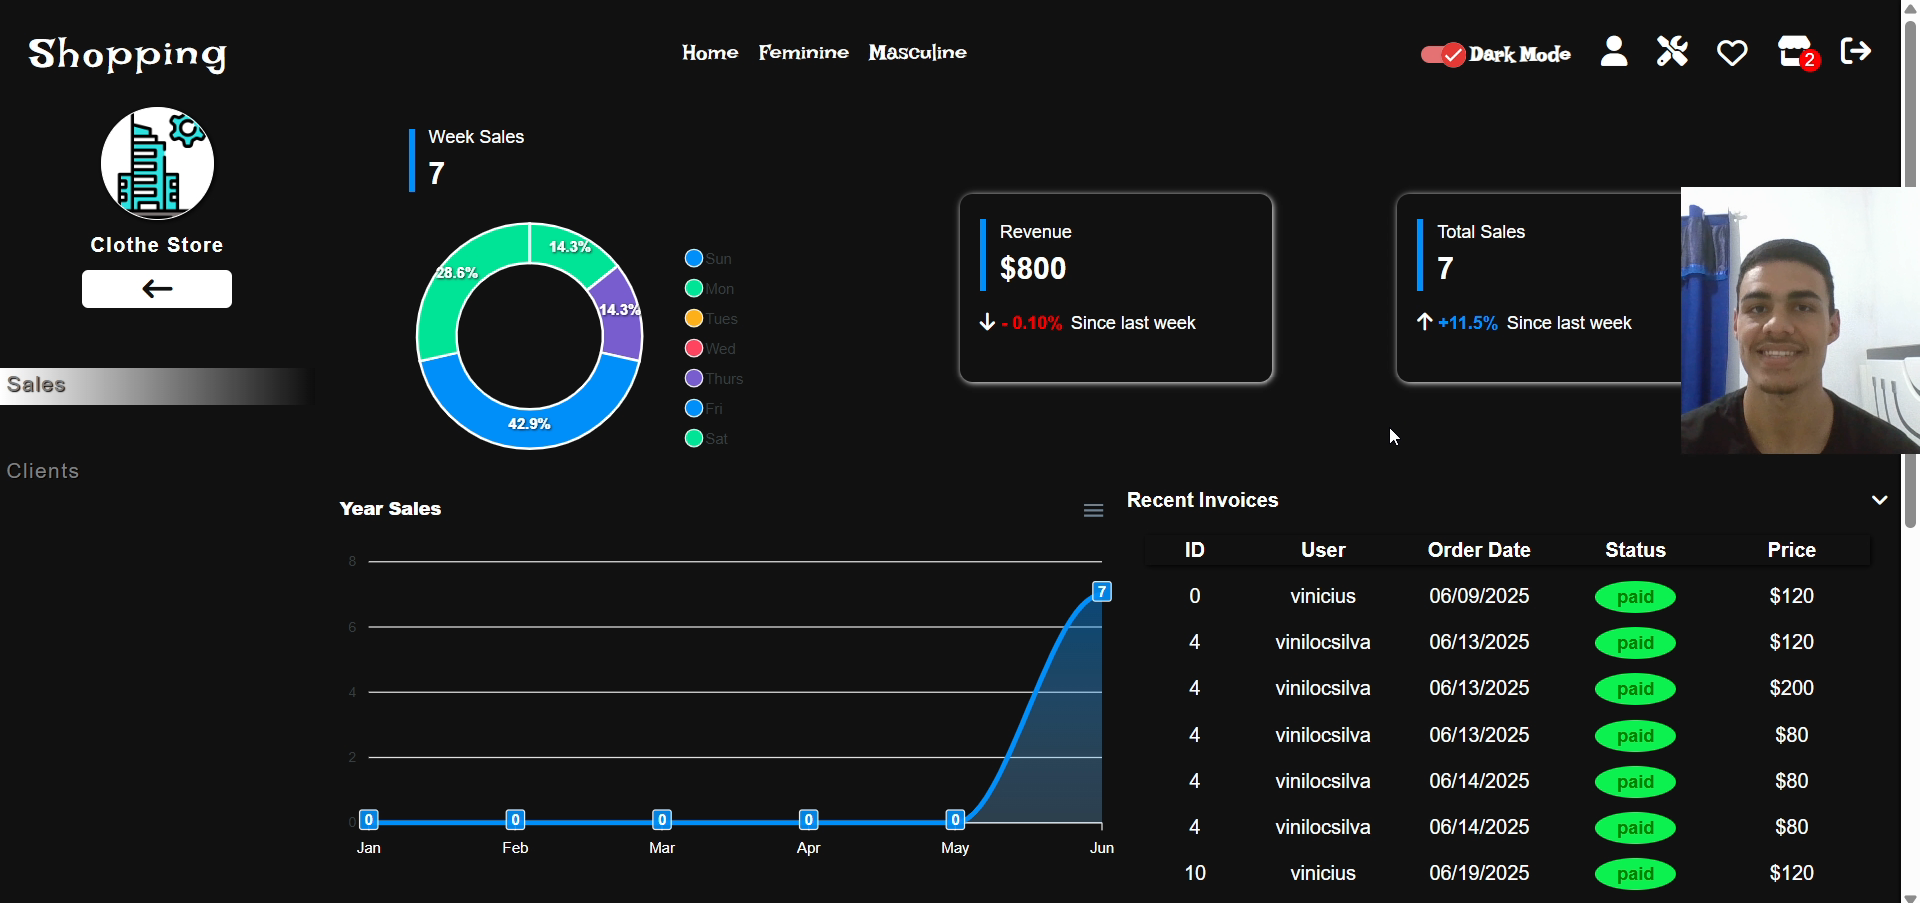 Shopping
Home Feminine Masculine
Dark Mode
2
Clothe Store
Sales
Clients
Week Sales
7
14.3%
28.6%
14.3%
42.9%
Sun
Mon
Tues
Wed
Thurs
Fri
Sat
Revenue
$800
- 0.10% Since last week
Total Sales
7
+11.5% Since last week
Year Sales
8
6
4
2
0
0 0 0 0 0 7
Jan Feb Mar Apr May Jun
Recent Invoices
ID User Order Date Status Price
0 vinicius 06/09/2025 paid $120
4 vinilocsilva 06/13/2025 paid $120
4 vinilocsilva 06/13/2025 paid $200
4 vinilocsilva 06/13/2025 paid $80
4 vinilocsilva 06/14/2025 paid $80
4 vinilocsilva 06/14/2025 paid $80
10 vinicius 06/19/2025 paid $120